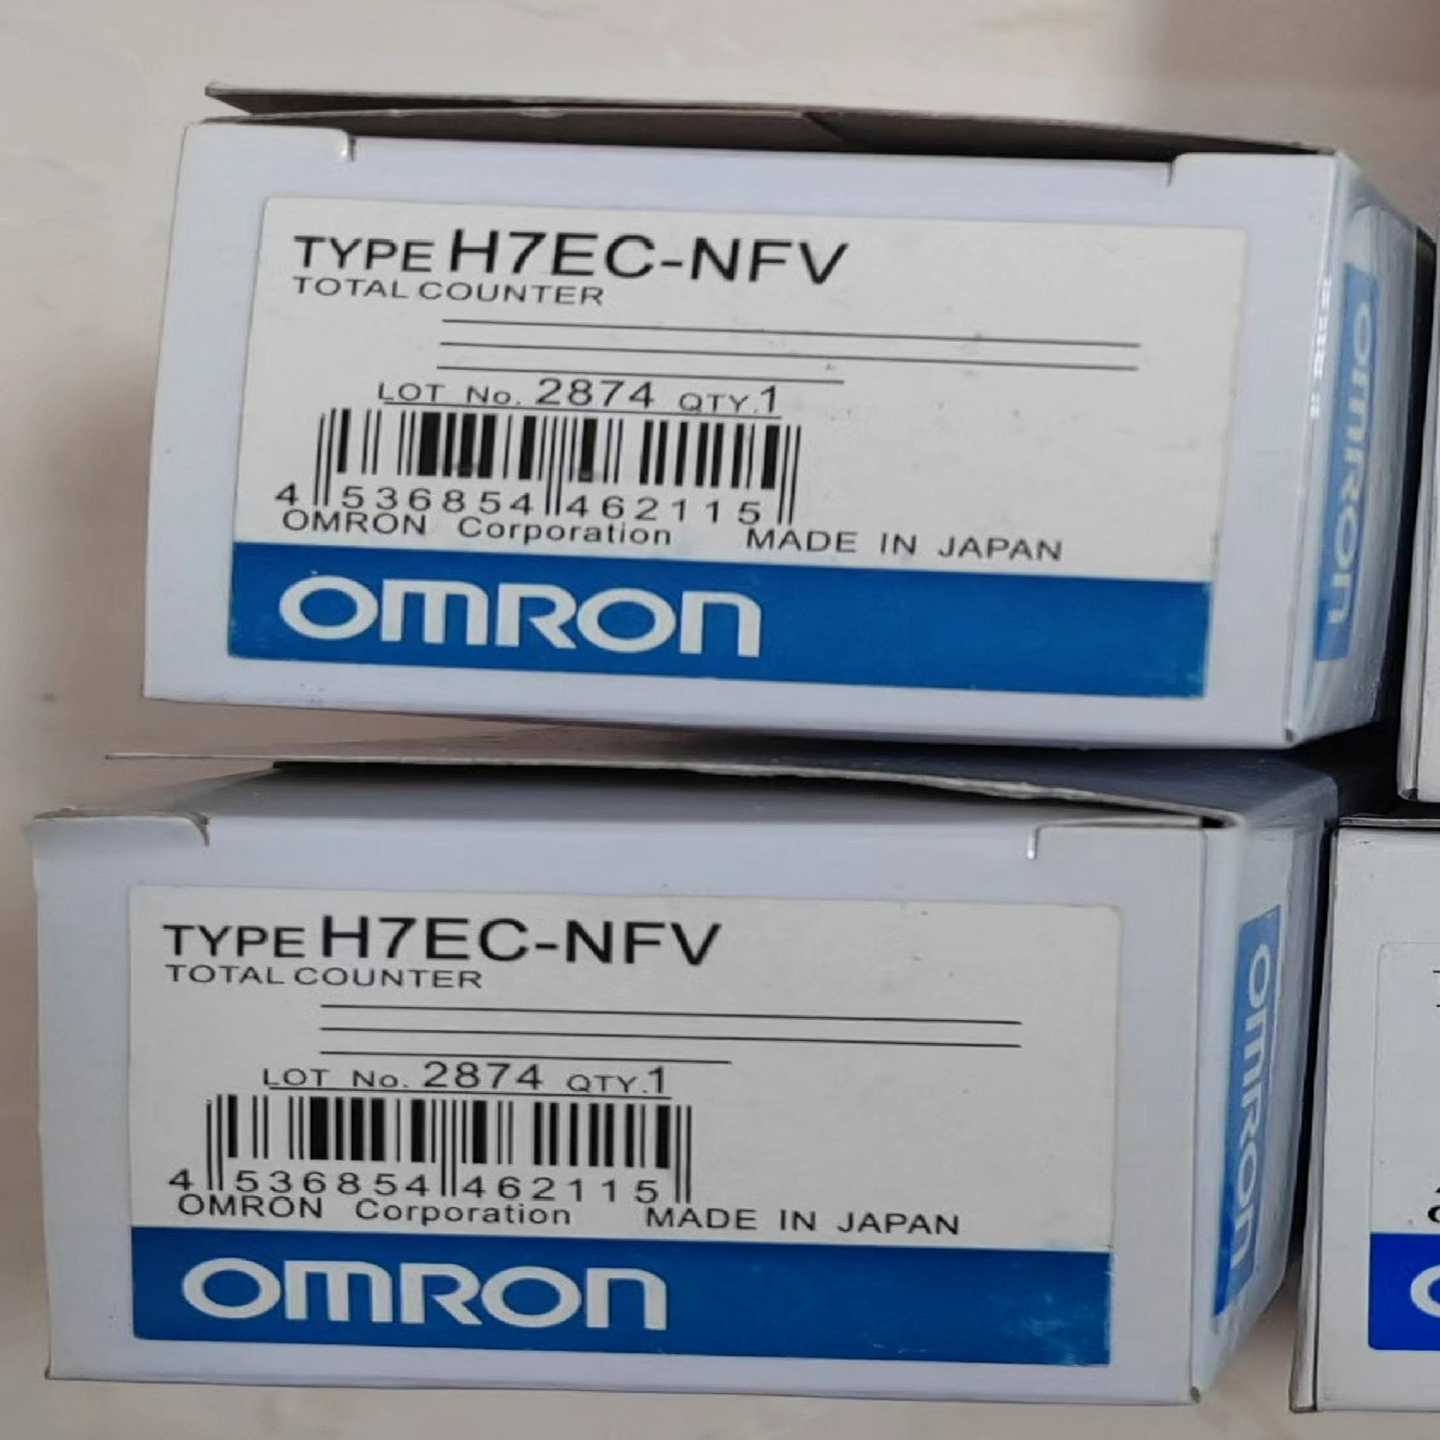 TYPE H7EC-NFV
TOTAL COUNTER
LOT No. 2874 QTY.1
4 536854 462115
OMRON Corporation MADE IN JAPAN
OMRON
OMRON
TYPE H7EC-NFV
TOTAL COUNTER
LOT No. 2874 QTY.1
4 536854 462115
OMRON Corporation MADE IN JAPAN
OMRON
OMRON